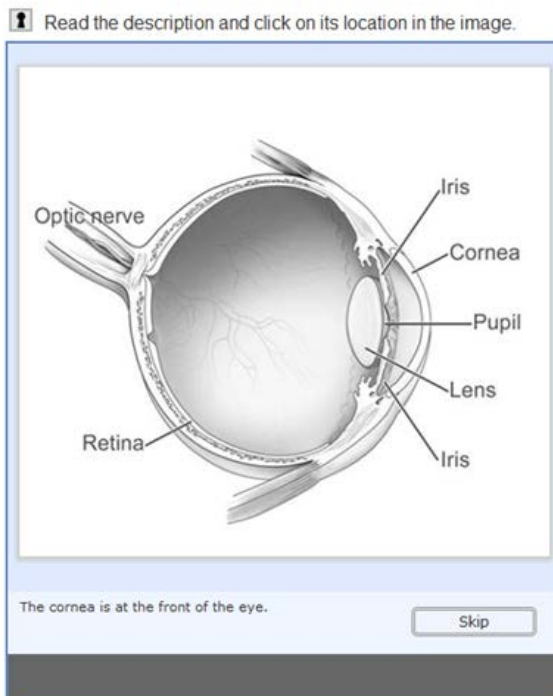 Read the description and click on its location in the image.
Iris
Optic nerve
Cornea
Pupil
Lens
Retina
Iris
The cornea is at the front of the eye.
Skip